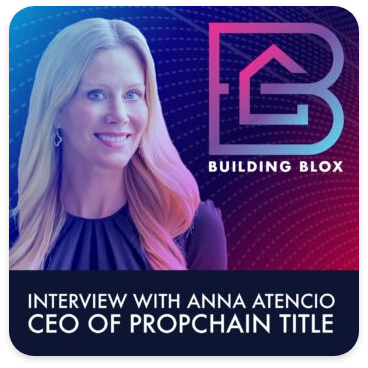 BUILDING BLOX
INTERVIEW WITH ANNA ATENCIO
CEO OF PROPCHAIN TITLE